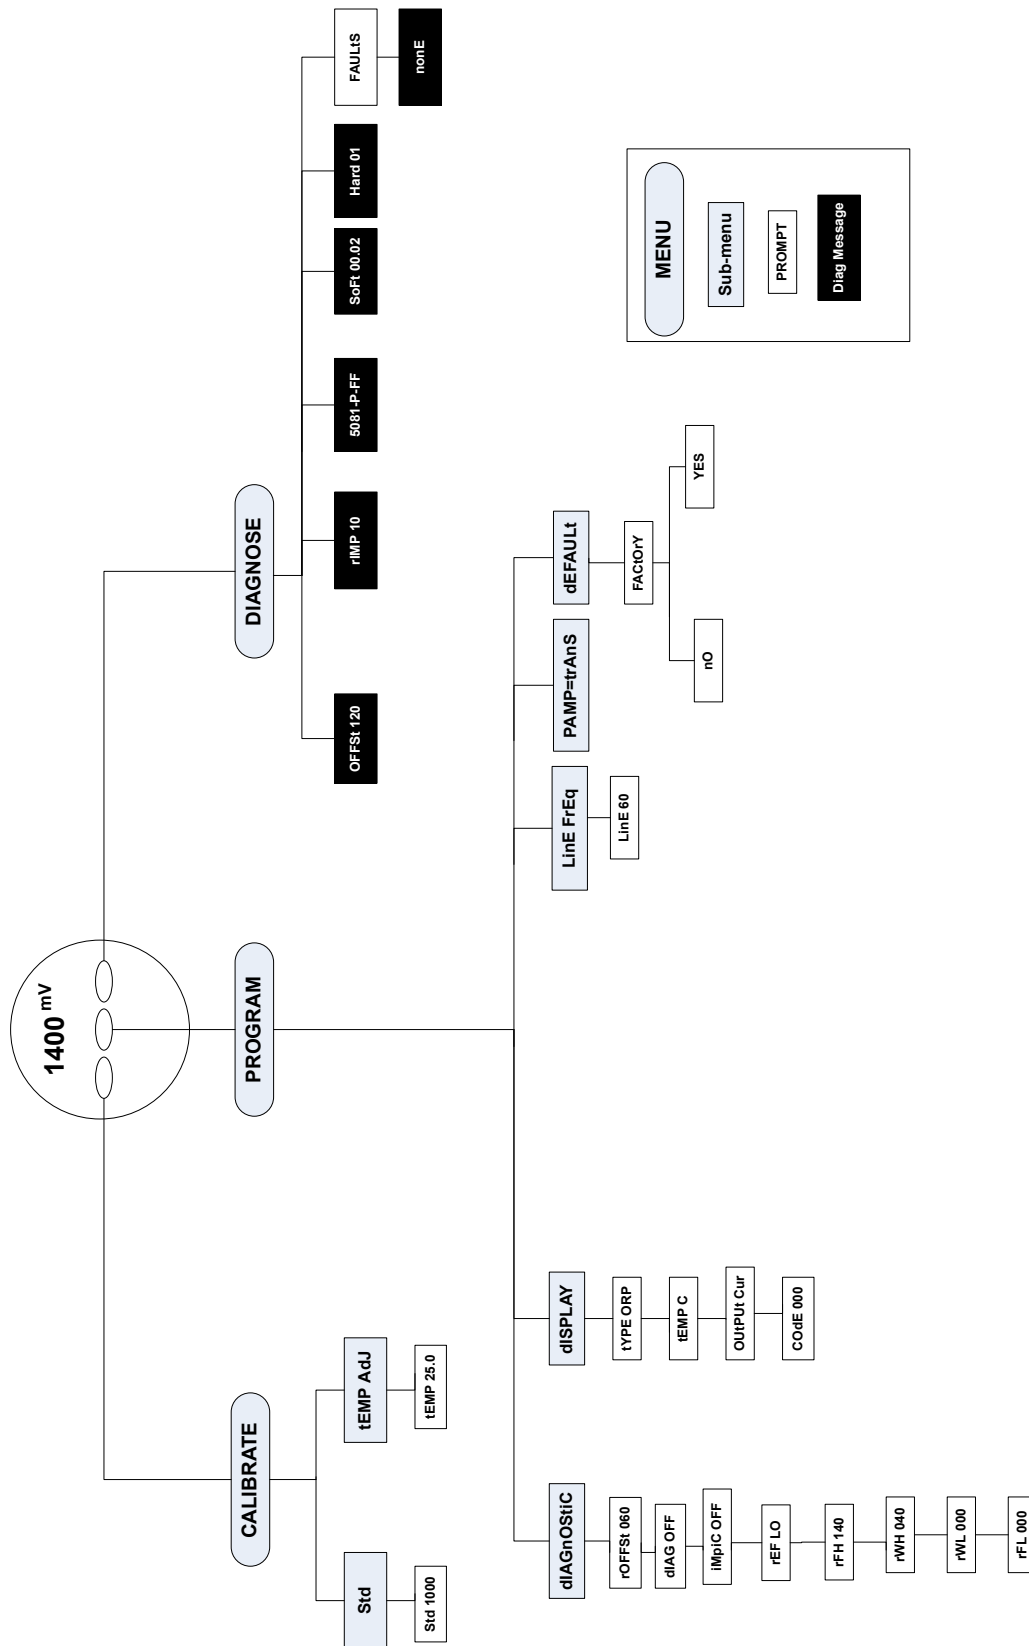 1400 mV
CALIBRATE
PROGRAM
DIAGNOSE
Std
Std 1000
tEMP AdJ
tEMP 25.0
OFFSt 120
rIMP 10
5081-P-FF
SoFt 00.02
Hard 01
FAULtS
nonE
dIAGnOStiC
rOFFSt 060
dIAG OFF
iMpiC OFF
rEF LO
rFH 140
rWH 040
rWL 000
rFL 000
dISPLAY
tYPE ORP
tEMP C
OUtPUt Cur
COdE 000
LinE FrEq
LinE 60
PAMP=trAnS
dEFAULt
FACtOrY
nO
YES
MENU
Sub-menu
PROMPT
Diag Message